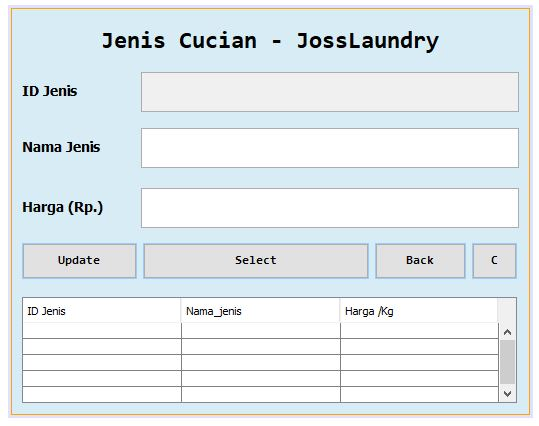 Jenis Cucian - JossLaundry
ID Jenis
Nama Jenis
Harga (Rp.)
Update Select Back C
ID Jenis Nama_jenis Harga /Kg